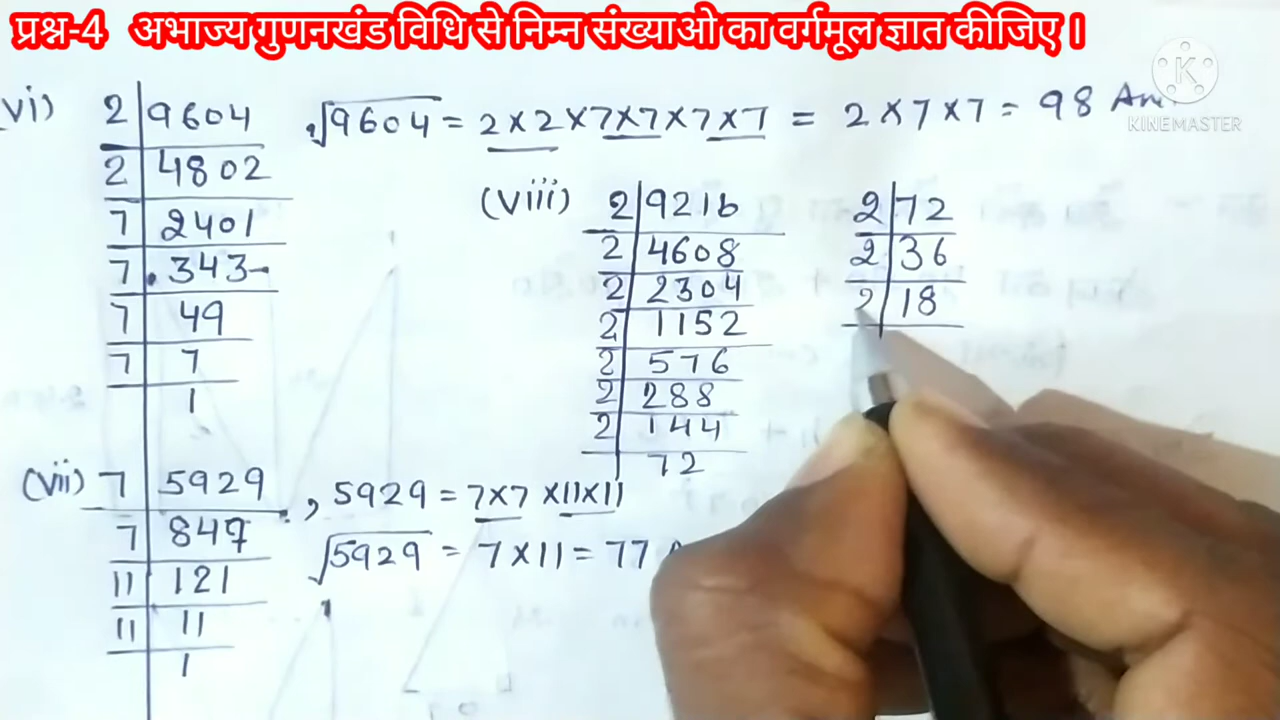 प्रश्न-4 अभाज्य गुणनखंड विधि से निम्न संख्याओ का वर्गमूल ज्ञात कीजिए ।
KINEMASTER
(vi) 2 | 9604
2 | 4802
7 | 2401
7 | 343
7 | 49
7 | 7
1
√9604 = 2×2×7×7×7×7 = 2×7×7 = 98 Ans
(vii) 7 | 5929
7 | 847
11 | 121
11 | 11
1
, 5929 = 7×7×11×11
√5929 = 7×11 = 77
(viii) 2 | 9216
2 | 4608
2 | 2304
2 | 1152
2 | 576
2 | 288
2 | 144
72
2 | 72
2 | 36
2 | 18